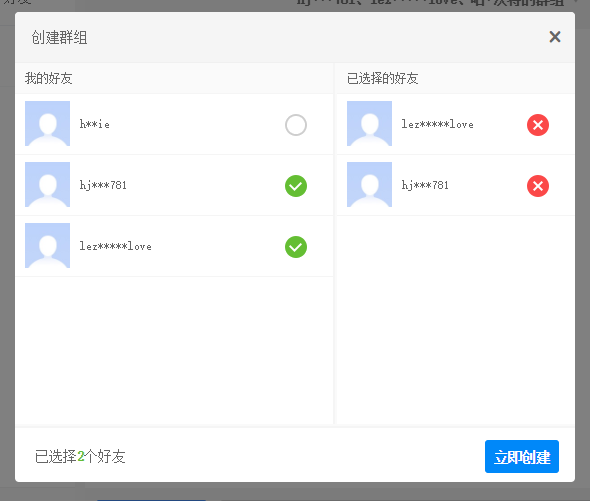 创建群组
我的好友
已选择的好友
h**ie
lez*****love
hj***781
hj***781
lez*****love
已选择2个好友
立即创建